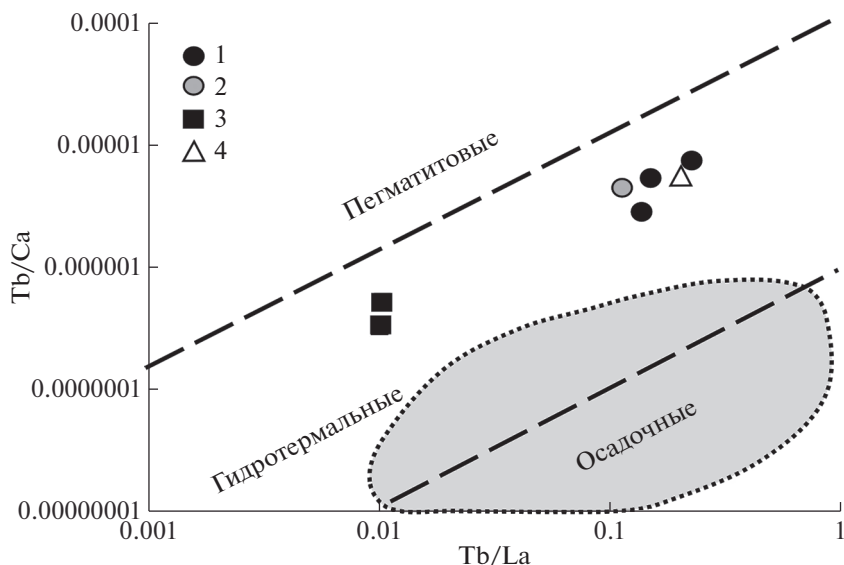 0.0001
0.00001
0.000001
0.0000001
0.00000001
Tb/Ca
1
2
3
4
Пегматитовые
Гидротермальные
Осадочные
0.001
0.01
0.1
1
Tb/La